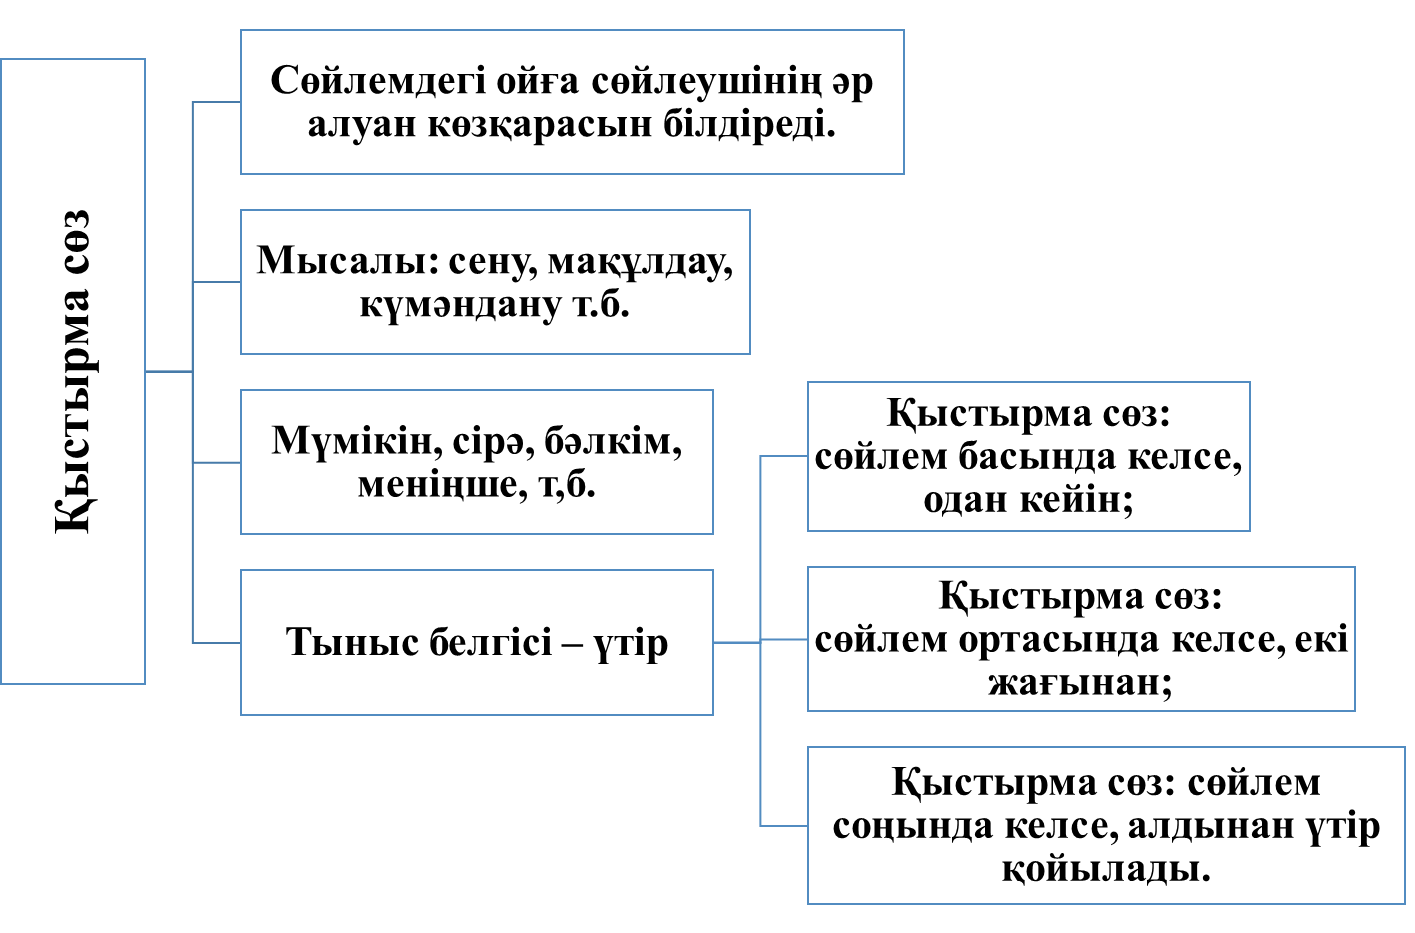 Қыстырма сөз
Сөйлемдегі ойға сөйлеушінің әр
алуан көзқарасын білдіреді.
Мысалы: сену, мақұлдау,
күмәндану т.б.
Мүмікін, сірә, бәлкім,
меніңше, т,б.
Тыныс белгісі – үтір
Қыстырма сөз:
сөйлем басында келсе,
одан кейін;
Қыстырма сөз:
сөйлем ортасында келсе, екі
жағынан;
Қыстырма сөз: сөйлем
соңында келсе, алдынан үтір
қойылады.